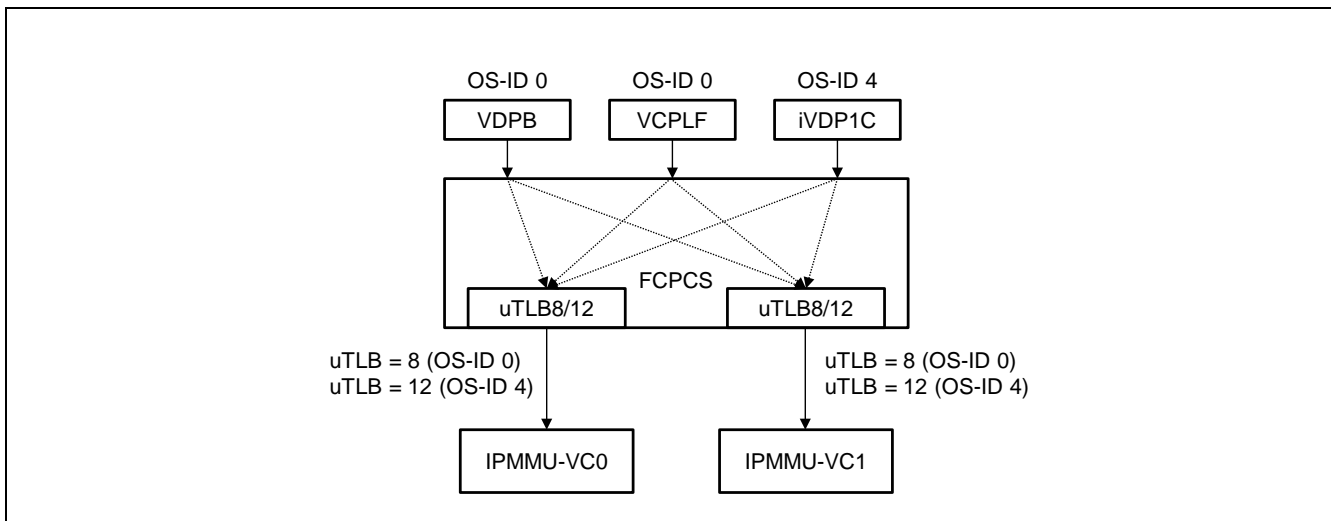 OS-ID 0 OS-ID 0 OS-ID 4
VDPB VCPLF iVDP1C
FCPCS
uTLB8/12 uTLB8/12
uTLB = 8 (OS-ID 0) uTLB = 8 (OS-ID 0)
uTLB = 12 (OS-ID 4) uTLB = 12 (OS-ID 4)
IPMMU-VC0 IPMMU-VC1